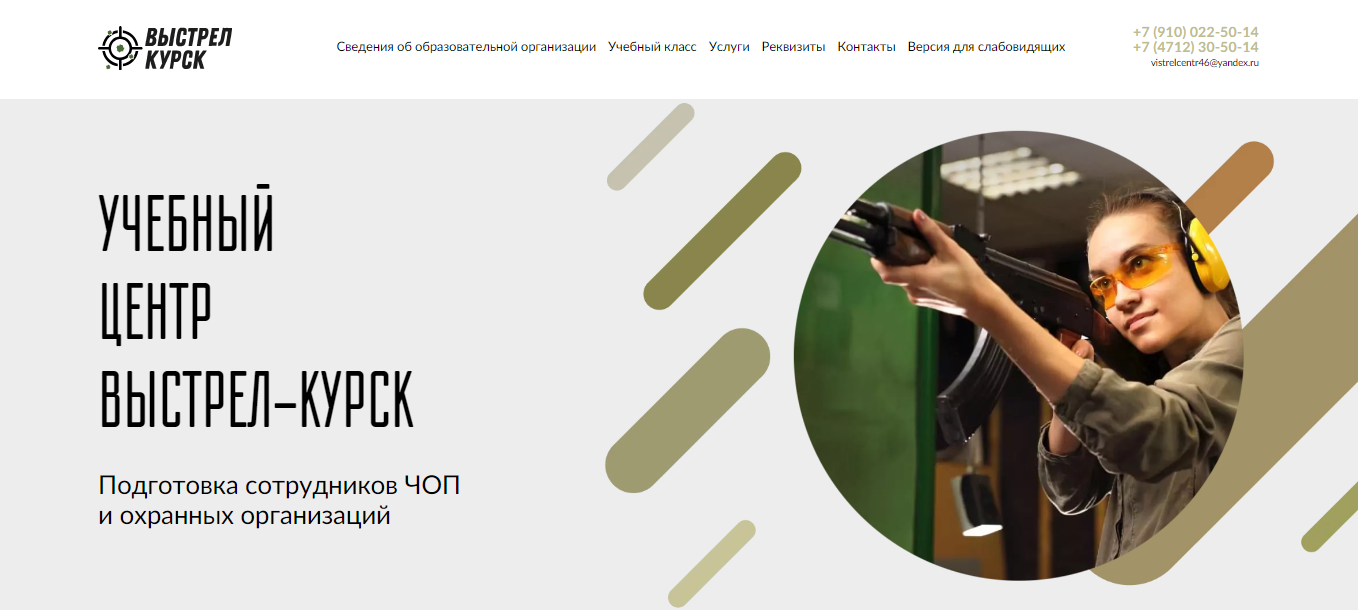 ВЫСТРЕЛ
КУРСК
Сведения об образовательной организации Учебный класс Услуги Реквизиты Контакты Версия для слабовидящих
+7 (910) 022-50-14
+7 (4712) 30-50-14
vistrelcentr46@yandex.ru
УЧЕБНЫЙ
ЦЕНТР
ВЫСТРЕЛ-КУРСК
Подготовка сотрудников ЧОП
и охранных организаций